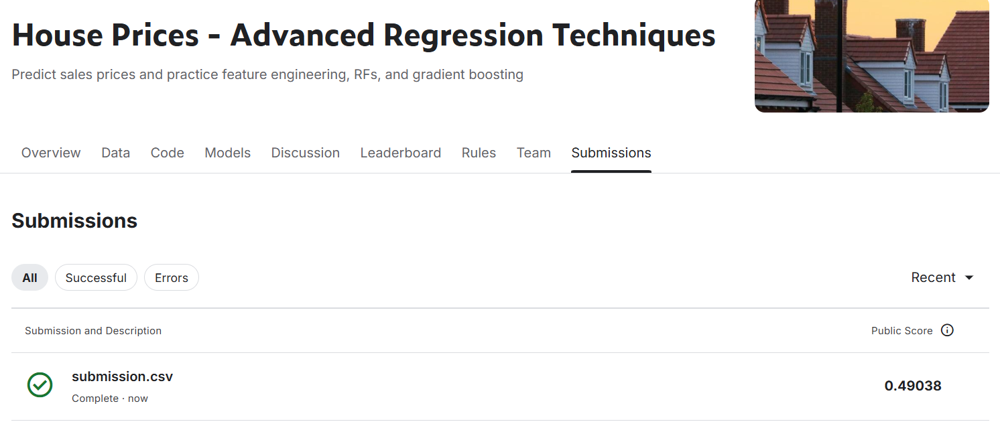 House Prices - Advanced Regression Techniques
Predict sales prices and practice feature engineering, RFs, and gradient boosting
Overview Data Code Models Discussion Leaderboard Rules Team Submissions
Submissions
All Successful Errors Recent
Submission and Description Public Score
submission.csv
Complete · now
0.49038